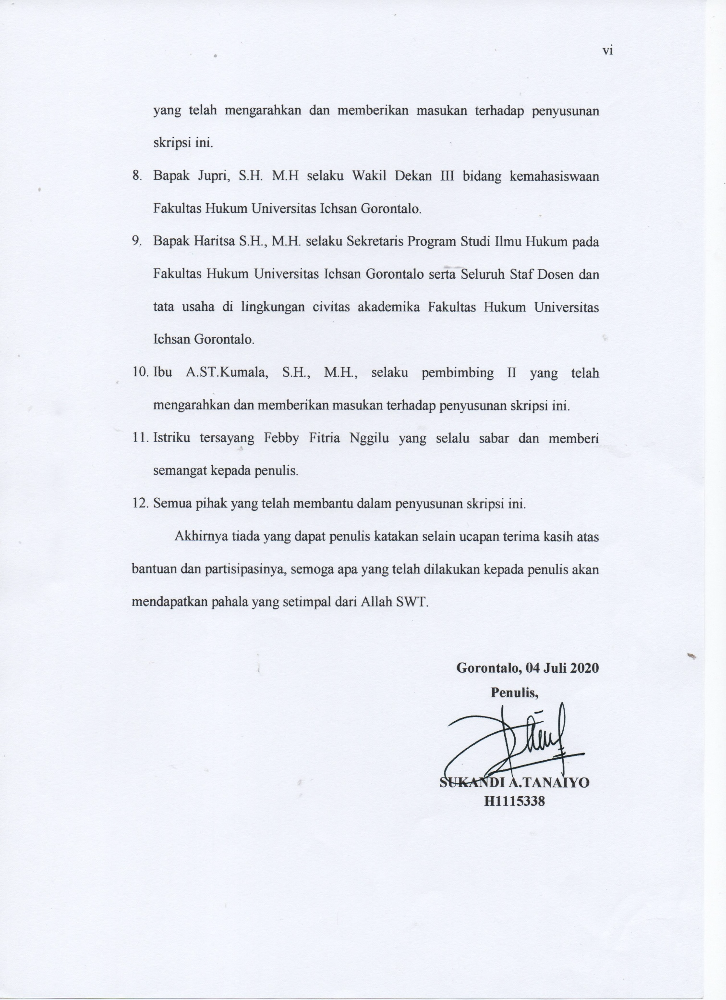 vi
yang telah mengarahkan dan memberikan masukan terhadap penyusunan
skripsi ini.
8. Bapak Jupri, S.H. M.H selaku Wakil Dekan III bidang kemahasiswaan
Fakultas Hukum Universitas Ichsan Gorontalo.
9. Bapak Haritsa S.H., M.H. selaku Sekretaris Program Studi Ilmu Hukum pada
Fakultas Hukum Universitas Ichsan Gorontalo serta Seluruh Staf Dosen dan
tata usaha di lingkungan civitas akademika Fakultas Hukum Universitas
Ichsan Gorontalo.
10. Ibu A.ST.Kumala, S.H., M.H., selaku pembimbing II yang telah
mengarahkan dan memberikan masukan terhadap penyusunan skripsi ini.
11. Istriku tersayang Febby Fitria Nggilu yang selalu sabar dan memberi
semangat kepada penulis.
12. Semua pihak yang telah membantu dalam penyusunan skripsi ini.
Akhirnya tiada yang dapat penulis katakan selain ucapan terima kasih atas
bantuan dan partisipasinya, semoga apa yang telah dilakukan kepada penulis akan
mendapatkan pahala yang setimpal dari Allah SWT.
Gorontalo, 04 Juli 2020
Penulis,
SUKANDI A.TANAIYO
H1115338